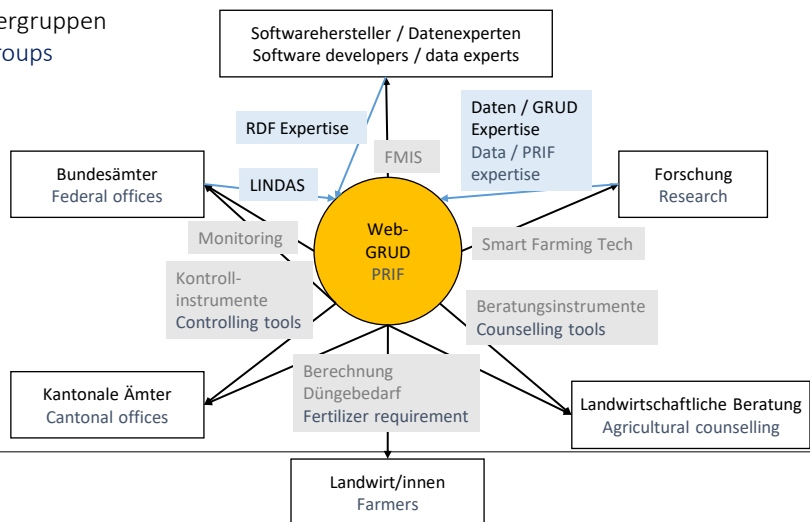 ergruppen
roups
Softwarehersteller / Datenexperten
Software developers / data experts
RDF Expertise
Daten / GRUD
Expertise
Data / PRIF
expertise
FMIS
Bundesämter
Federal offices
LINDAS
Forschung
Research
Web-
GRUD
PRIF
Monitoring
Smart Farming Tech
Kontroll-
instrumente
Controlling tools
Beratungsinstrumente
Counselling tools
Berechnung
Düngebedarf
Fertilizer requirement
Kantonale Ämter
Cantonal offices
Landwirtschaftliche Beratung
Agricultural counselling
Landwirt/innen
Farmers